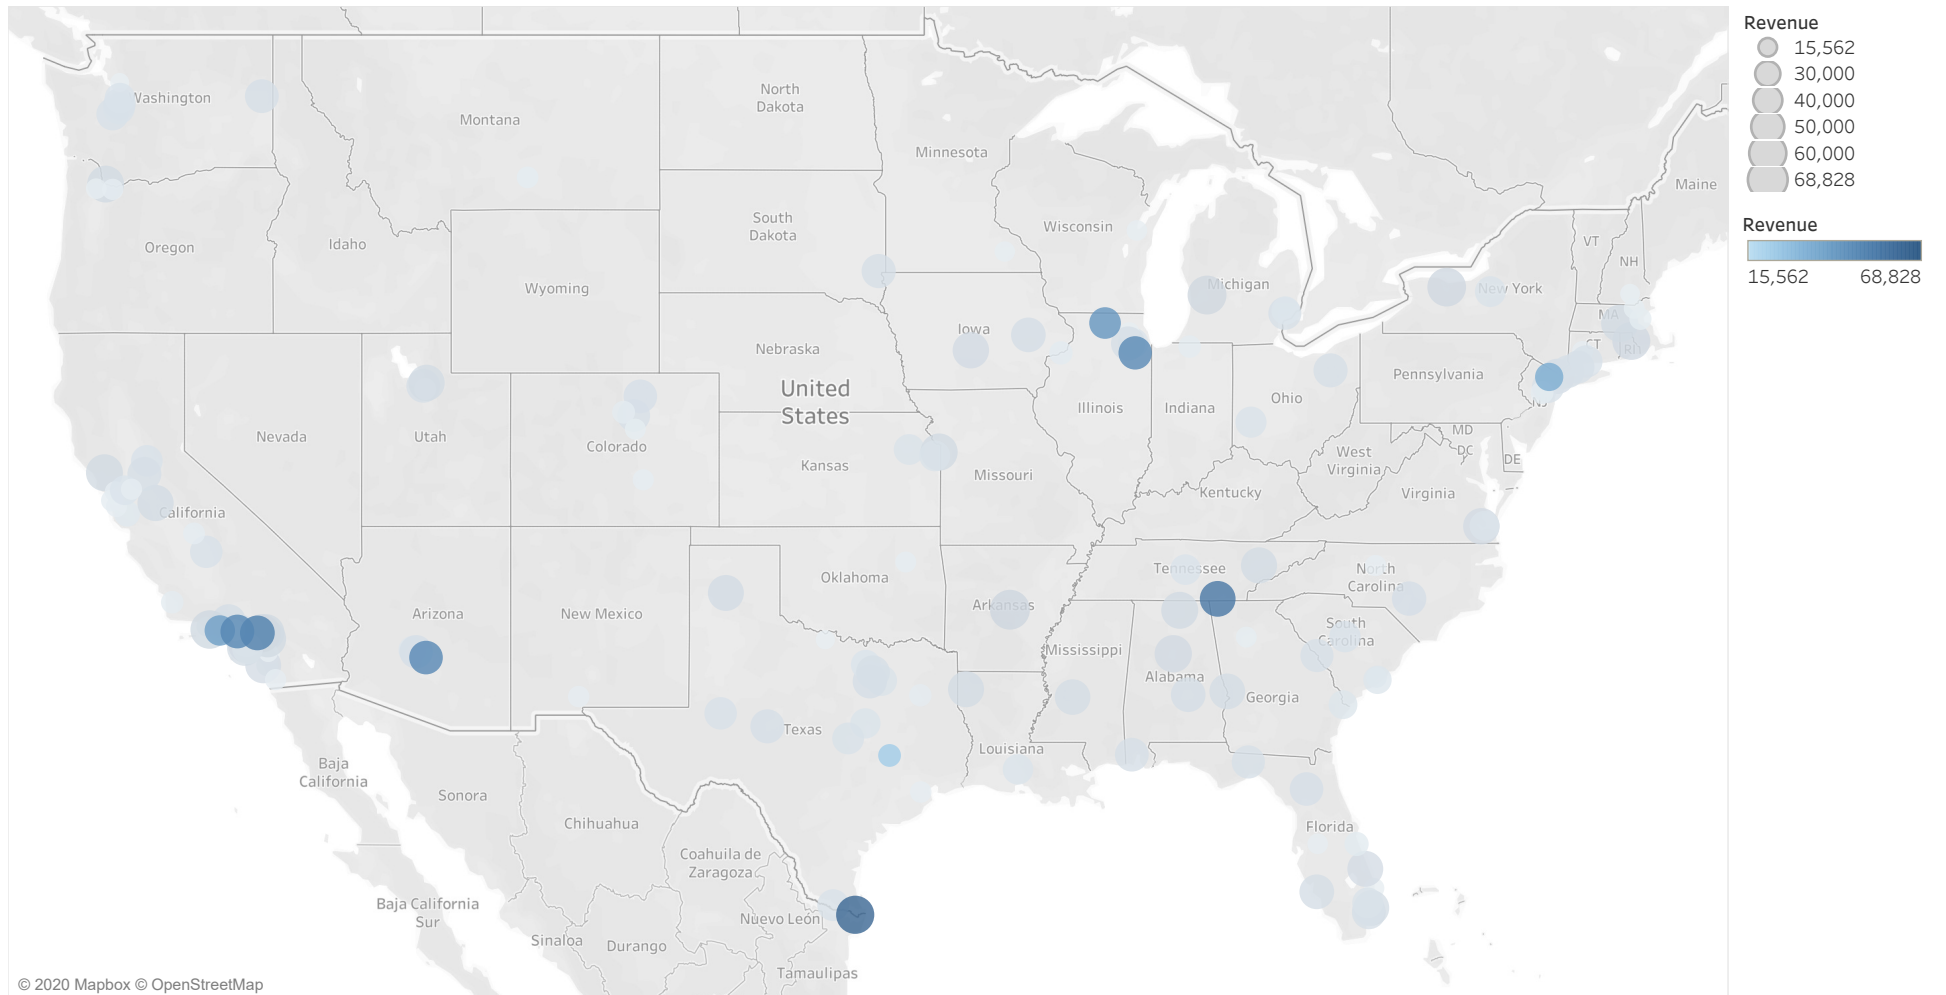 Revenue
15,562
30,000
40,000
50,000
60,000
68,828
Revenue
15,562
68,828
Washington
Montana
North
Dakota
Minnesota
Maine
Oregon
Idaho
South
Dakota
Wisconsin
Wyoming
Michigan
New York
VT
NH
MA
CT
RI
Iowa
Nebraska
United
States
Pennsylvania
NJ
Nevada
Utah
Colorado
Kansas
Missouri
Illinois
Indiana
Ohio
MD
DC
DE
West
Virginia
Virginia
Kentucky
California
Arizona
New Mexico
Oklahoma
Arkansas
Tennessee
North
Carolina
South
Carolina
Mississippi
Alabama
Georgia
Texas
Louisiana
Florida
Baja
California
Sonora
Chihuahua
Coahuila de
Zaragoza
Baja California
Sur
Nuevo León
Sinaloa
Durango
Tamaulipas
© 2020 Mapbox © OpenStreetMap